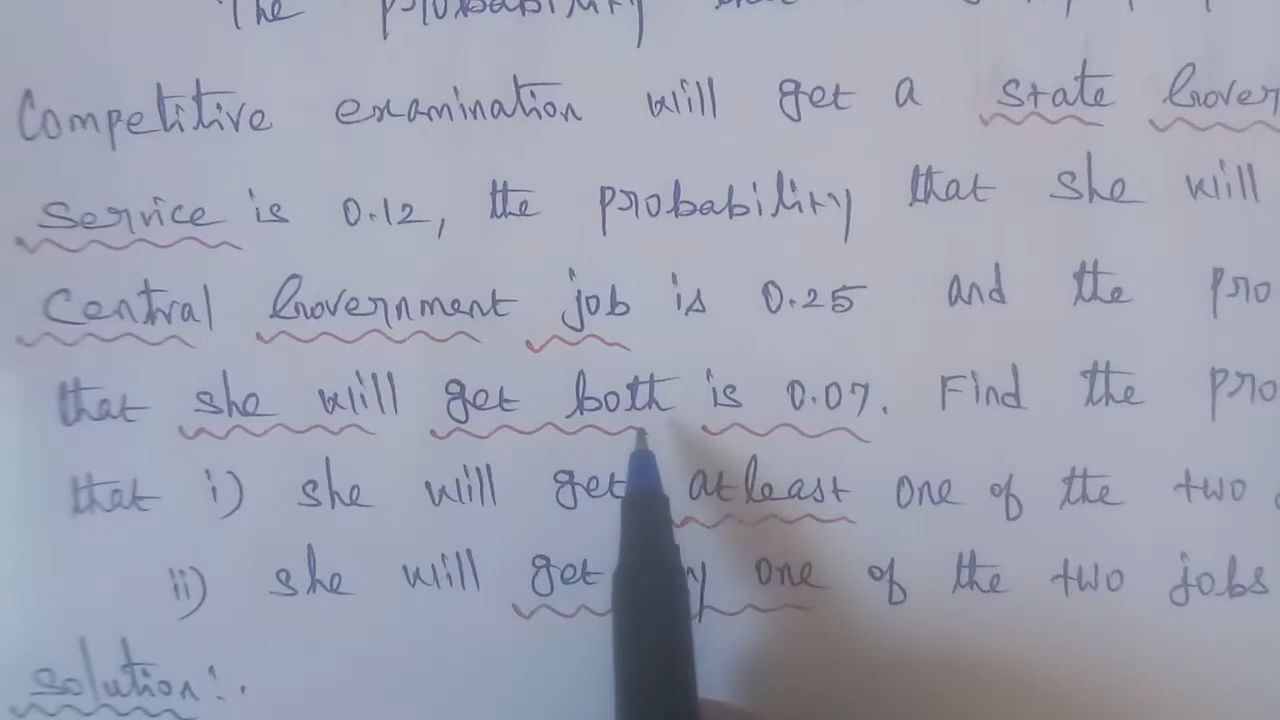 The probability
Competitive examination will get a state Gover
Service is 0.12, the probability that she will
Central Government job is 0.25 and the pro
that she will get both is 0.07. Find the pro
that i) she will get atleast one of the two
ii) she will get one of the two jobs
Solution:.